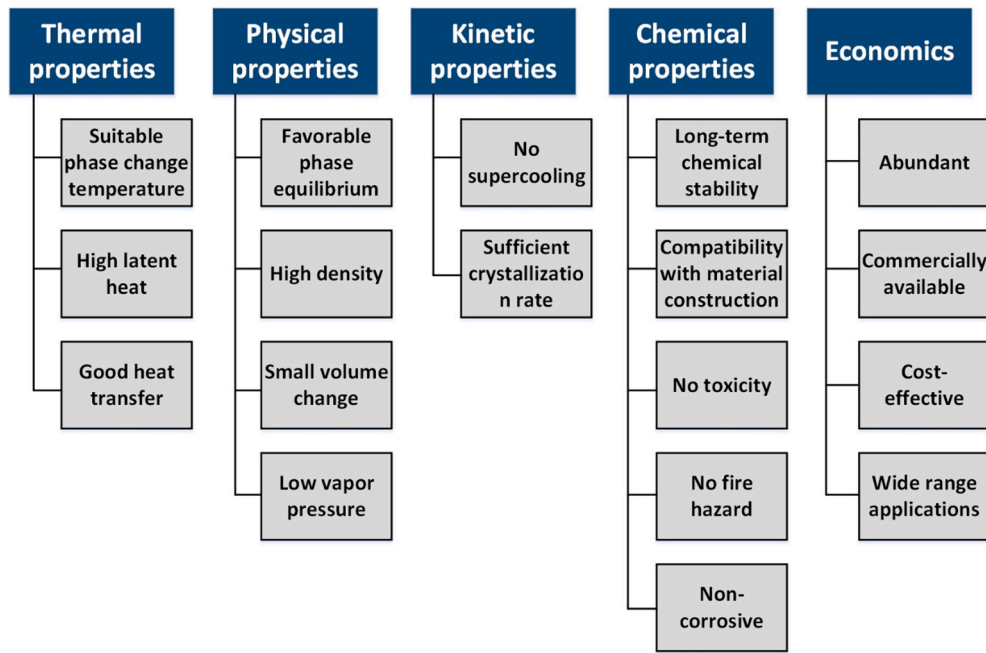 Thermal
properties
Suitable
phase change
temperature
High latent
heat
Good heat
transfer
Physical
properties
Favorable
phase
equilibrium
High density
Small volume
change
Low vapor
pressure
Kinetic
properties
No
supercooling
Sufficient
crystallizatio
n rate
Chemical
properties
Long-term
chemical
stability
Compatibility
with material
construction
No toxicity
No fire
hazard
Non-
corrosive
Economics
Abundant
Commercially
available
Cost-
effective
Wide range
applications